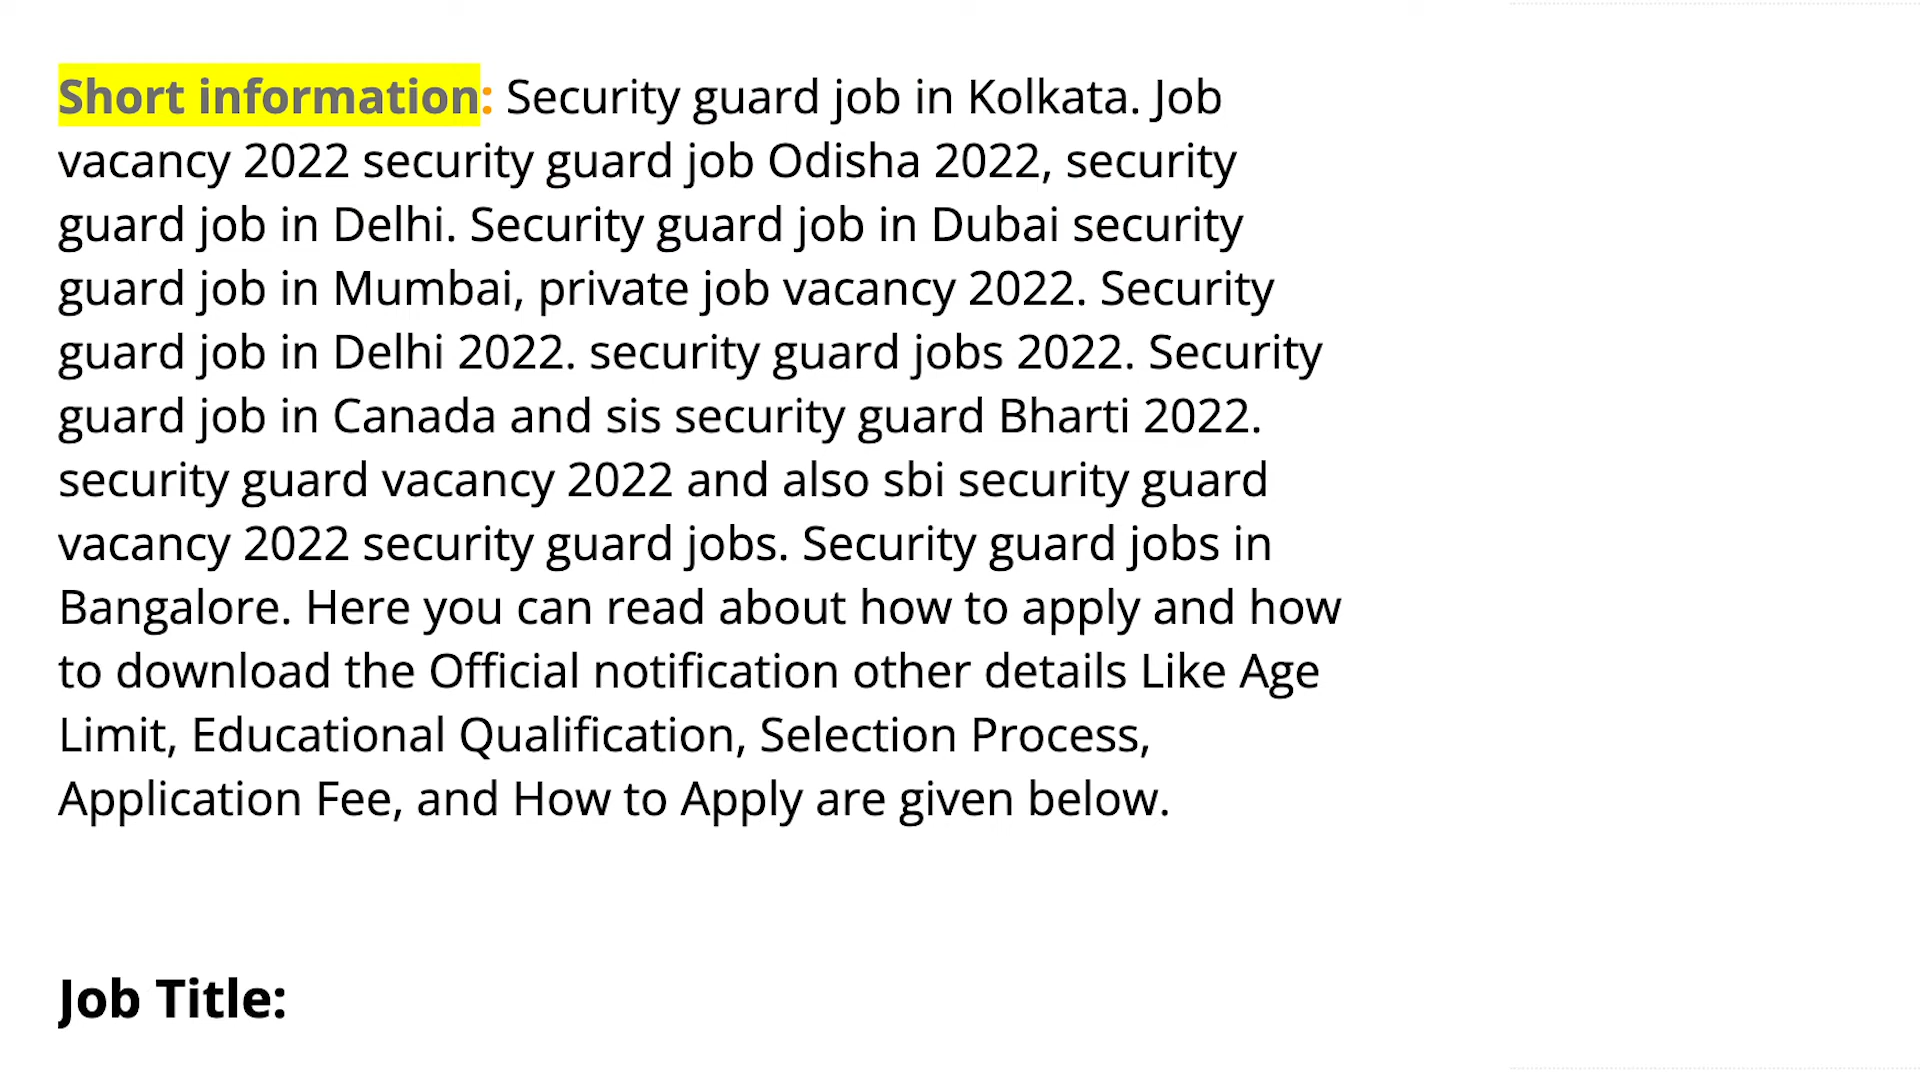 Short information: Security guard job in Kolkata. Job
vacancy 2022 security guard job Odisha 2022, security
guard job in Delhi. Security guard job in Dubai security
guard job in Mumbai, private job vacancy 2022. Security
guard job in Delhi 2022. security guard jobs 2022. Security
guard job in Canada and sis security guard Bharti 2022.
security guard vacancy 2022 and also sbi security guard
vacancy 2022 security guard jobs. Security guard jobs in
Bangalore. Here you can read about how to apply and how
to download the Official notification other details Like Age
Limit, Educational Qualification, Selection Process,
Application Fee, and How to Apply are given below.
Job Title: